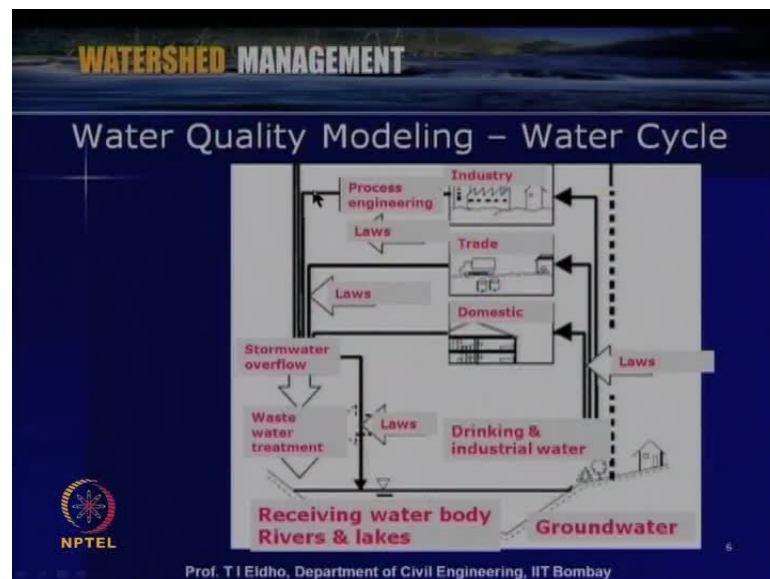 WATERSHED MANAGEMENT
Water Quality Modeling – Water Cycle
Industry
Process
engineering
Laws
Trade
Laws
Domestic
Stormwater
overflow
Laws
Waste
water
treatment
Laws
Drinking &
industrial water
Receiving water body
Rivers & lakes
Groundwater
NPTEL
6
Prof. T I Eldho, Department of Civil Engineering, IIT Bombay